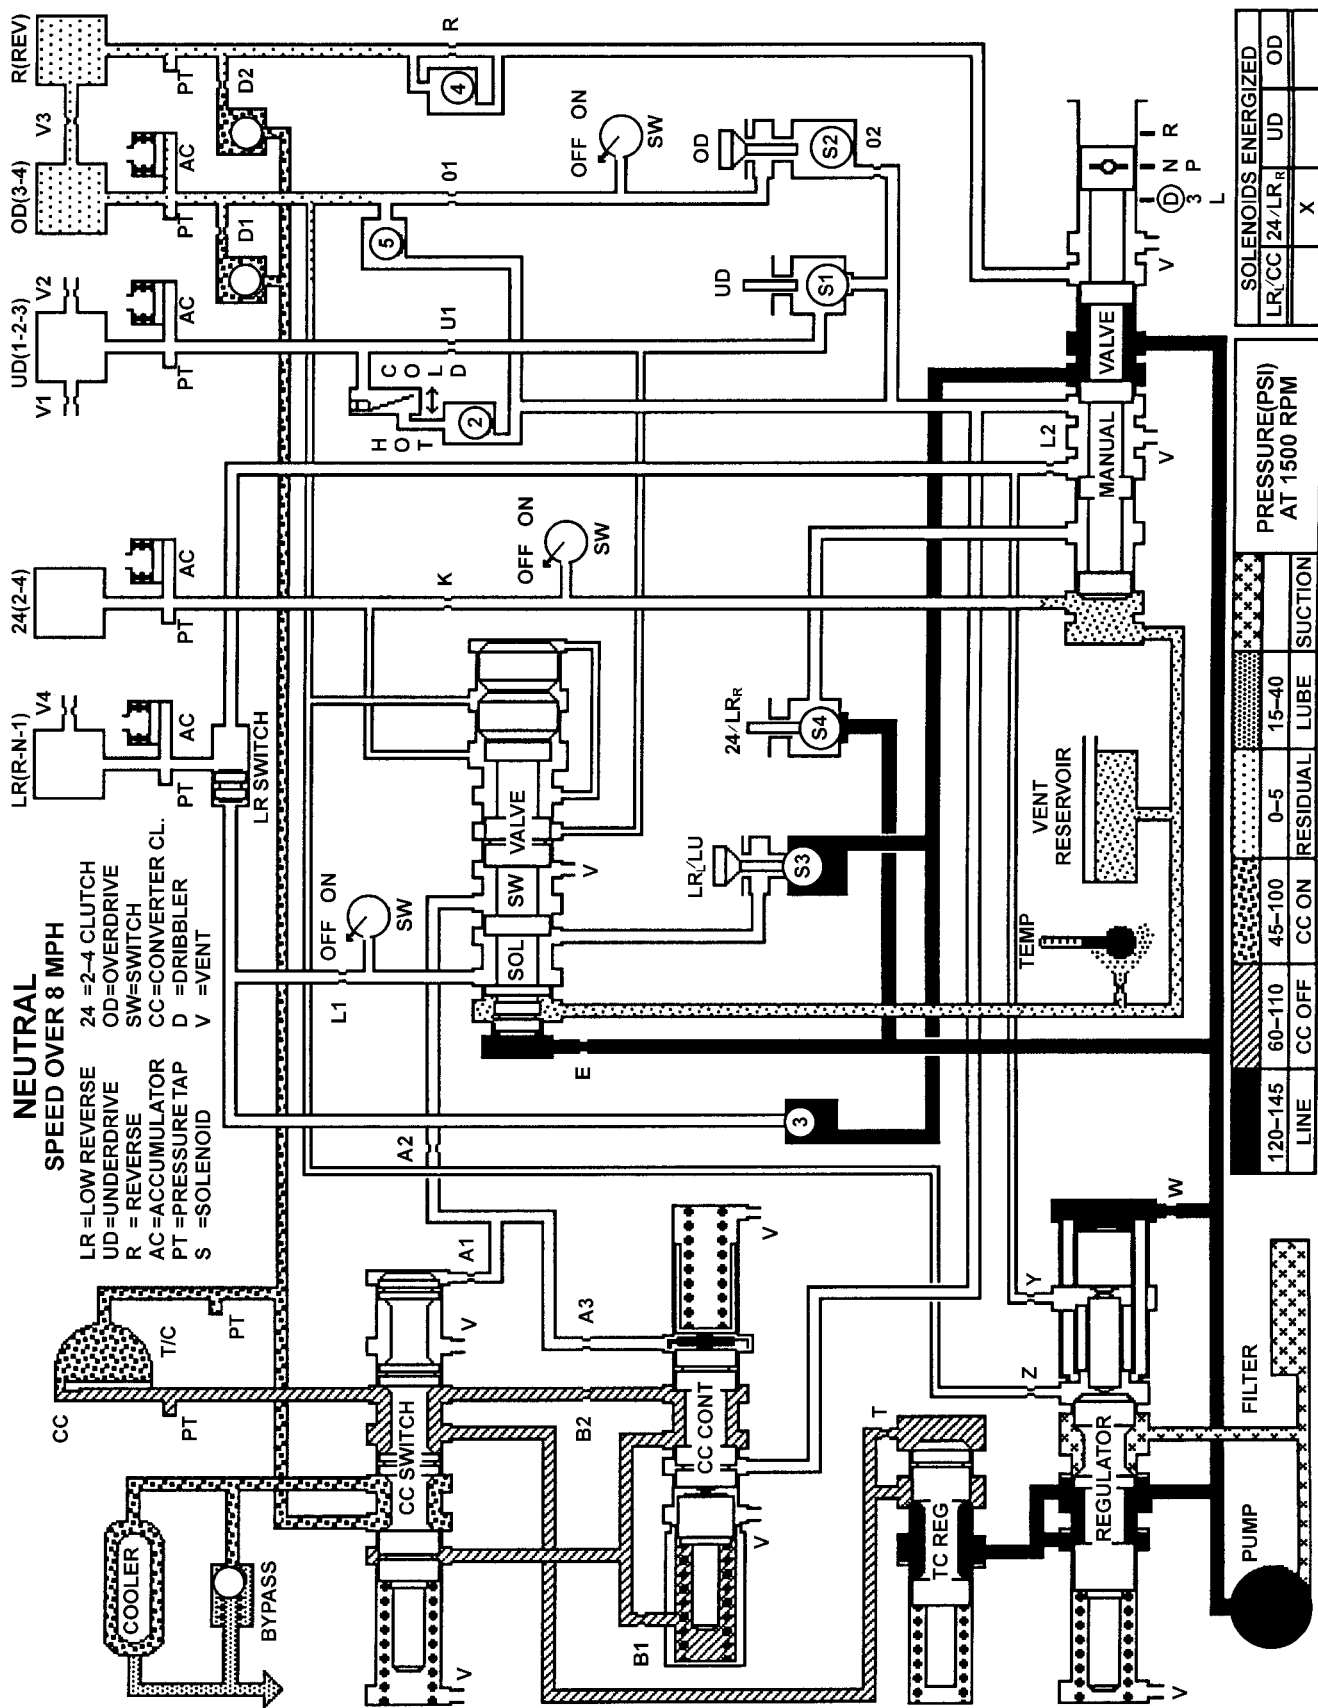 NEUTRAL
SPEED OVER 8 MPH
LR =LOW REVERSE
UD=UNDERDRIVE
R =REVERSE
AC =ACCUMULATOR
PT =PRESSURE TAP
S =SOLENOID
24 =2–4 CLUTCH
OD=OVERDRIVE
SW=SWITCH
CC=CONVERTER CL.
D =DRIBBLER
V =VENT
LR(R-N-1)
V4
24(2-4)
UD(1-2-3)
V1
V2
OD(3-4)
V3
R(REV)
PT
AC
PT
AC
PT
AC
PT
AC
PT
D1
D2
LR SWITCH
CC
T/C
PT
PT
COOLER
BYPASS
CC SWITCH
V
V
A1
A2
A3
B2
B1
CC CONT
V
V
L1
OFF
ON
SW
K
OFF
ON
SW
SOL
SW
VALVE
V
E
3
HOT
COLD
2
U1
5
01
4
R
OFF
ON
SW
UD
S1
OD
S2
02
LR L/LU
S3
24/LR R
S4
L2
MANUAL
VALVE
V
V
R
N
P
D
3
L
TEMP
VENT
RESERVOIR
T
TC REG
Z
Y
W
REGULATOR
V
PUMP
FILTER
120–145
60–110
45–100
0–5
15–40
LINE
CC OFF
CC ON
RESIDUAL
LUBE
SUCTION
PRESSURE(PSI)
AT 1500 RPM
SOLENOIDS ENERGIZED
LR L/CC
24/LR R
UD
OD
X